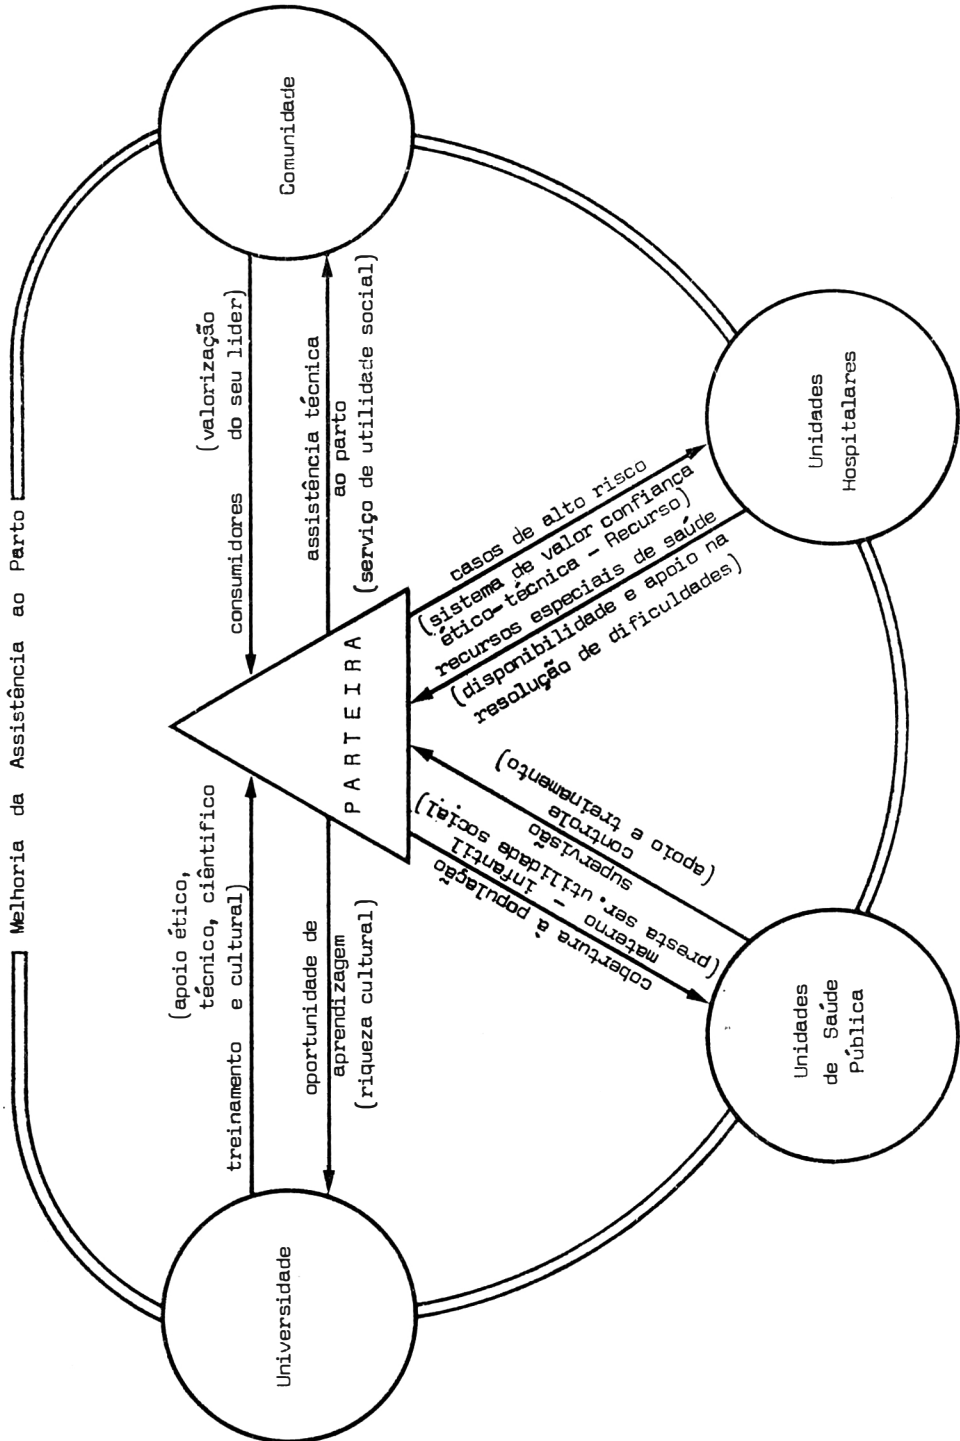 Melhoria da Assistência ao Parto
Universidade
(apoio ético,
técnico, ciêntifico
treinamento e cultural)
oportunidade de
aprendizagem
(riqueza cultural)
PARTEIRA
(valorização
do seu lider)
consumidores
assistência técnica
ao parto
(serviço de utilidade social)
Comunidade
cobertura à população
materno - infantil
(presta ser. utilidade social)
supervisão
controle
(apoio e treinamento)
Unidades
de Saúde
Pública
casos de alto risco
(sistema de valor confiança
ético-técnica - Recurso)
recursos especiais de saúde
(disponibilidade e apoio na
resolução de dificuldades)
Unidades
Hospitalares